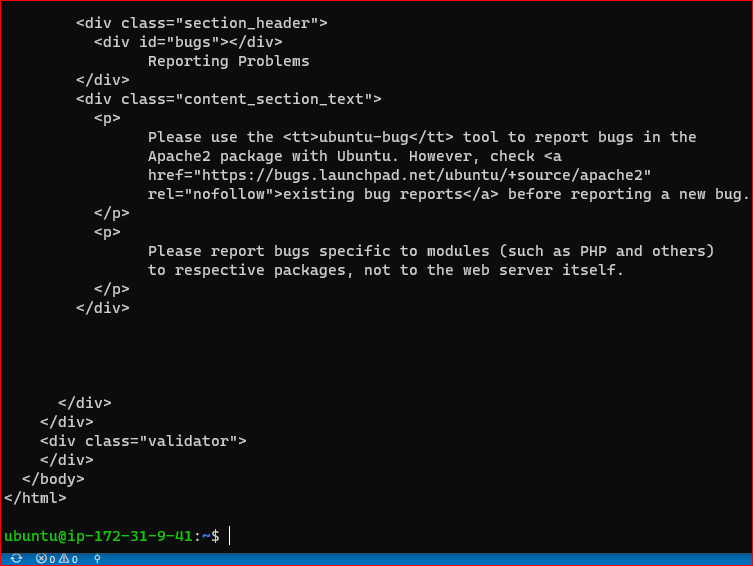 <div class="section_header">
<div id="bugs"></div>
Reporting Problems
</div>
<div class="content_section_text">
<p>
Please use the <tt>ubuntu-bug</tt> tool to report bugs in the
Apache2 package with Ubuntu. However, check <a
href="https://bugs.launchpad.net/ubuntu/+source/apache2"
rel="nofollow">existing bug reports</a> before reporting a new bug.
</p>
<p>
Please report bugs specific to modules (such as PHP and others)
to respective packages, not to the web server itself.
</p>
</div>
</div>
</div>
<div class="validator">
</div>
</body>
</html>
ubuntu@ip-172-31-9-41:~$
0 0